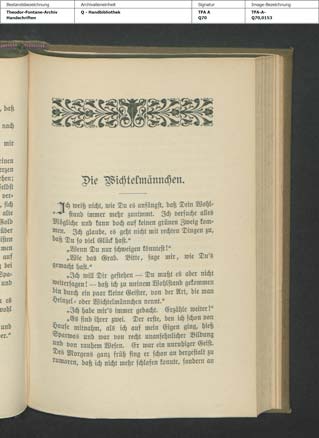 Bestandsbezeichnung Archivalieneinheit Signatur Image-Bezeichnung
Theodor-Fontane-Archiv Q - Handbibliothek TFA A TFA-A-
Handschriften Q70 Q70,0153
Die Wichtelmännchen.
„Ich weiß nicht, wie Du es anfängst, daß Dein Wohl-
stand immer mehr zunimmt. Ich versuche alles
Mögliche und kann doch auf keinen grünen Zweig kom-
men. Ich glaube, es geht nicht mit rechten Dingen zu,
daß Du so viel Glück hast.“
„Wenn Du nur schweigen könntest!“
„Wie das Grab. Bitte, sage mir, wie Du's
gemacht hast.“
„Ich will Dir gestehen — Du mußt es aber nicht
weitersagen! — daß ich zu meinem Wohlstand gekommen
bin durch ein paar kleine Geister, von der Art, die man
Heinzel- oder Wichtelmännchen nennt.“
„Ich habe mir's immer gedacht. Erzähle weiter!“
„Es sind ihrer zwei. Der erste, den ich schon von
Hause mitnahm, als ich auf mein Eigen ging, hieß
Sparwas und war von recht unansehnlicher Bildung
und von rauhem Wesen. Er war ein unruhiger Geist.
Des Morgens ganz früh fing er schon an dergestalt zu
rumoren, daß ich nicht mehr schlafen konnte, sondern an